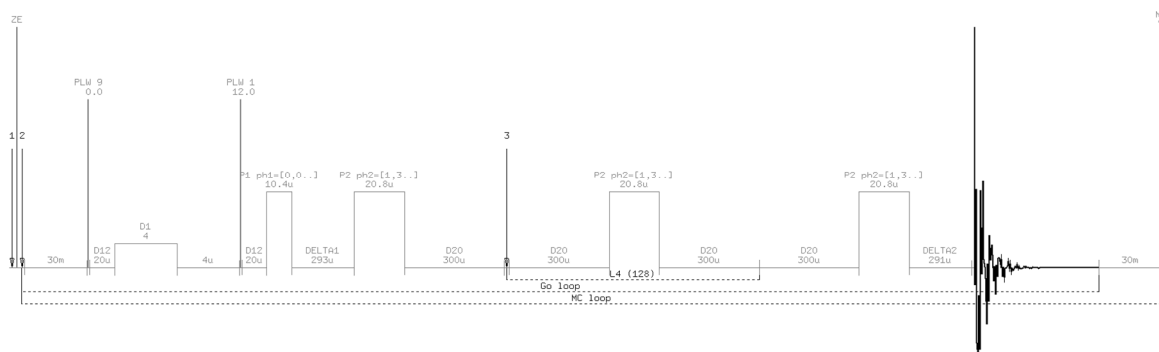 ZE
PLW 9
0.0
PLW 1
12.0
1 2
3
P1 ph1=[0,0..]
10.4u
P2 ph2=[1,3..]
20.8u
P2 ph2=[1,3..]
20.8u
P2 ph2=[1,3..]
20.8u
D1
4
30m
D12
20u
4u
D12
20u
DELTA1
293u
D20
300u
D20
300u
D20
300u
D20
300u
DELTA2
291u
30m
L4 (128)
Go loop
MC loop